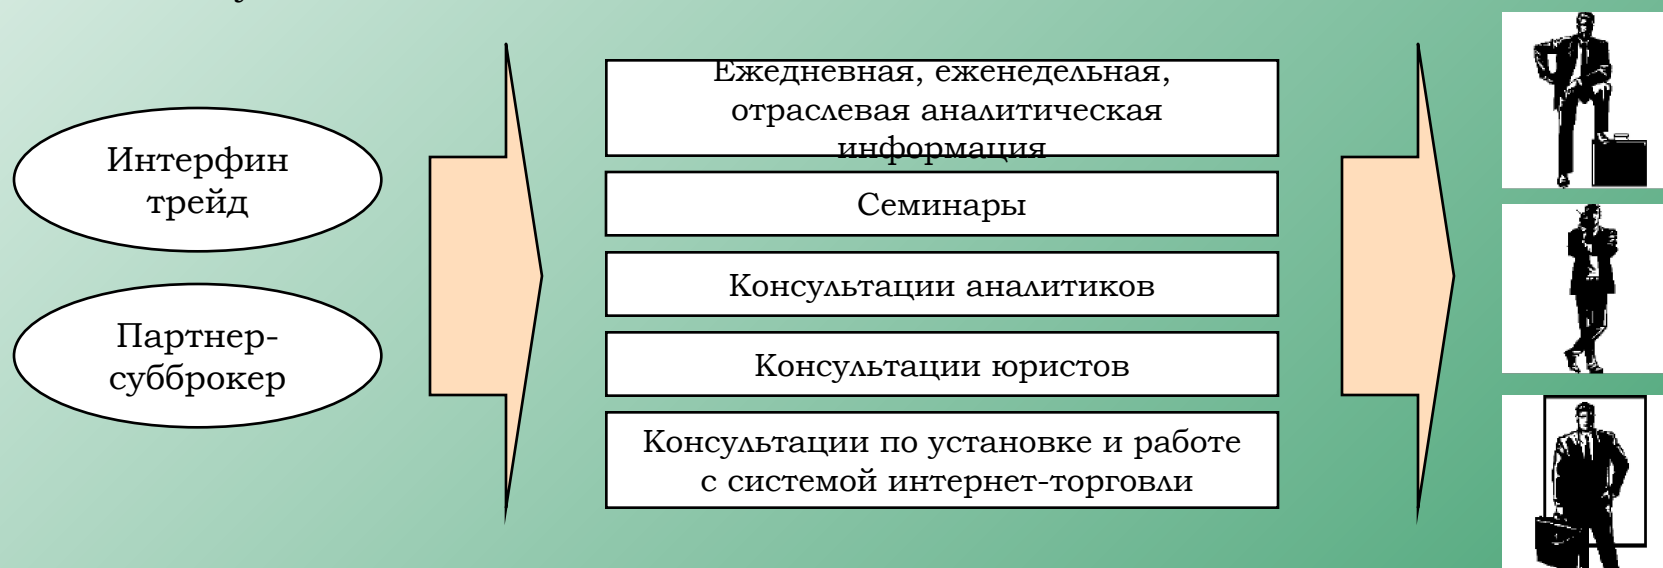 Интерфин
трейд
Партнер-
субброкер
Ежедневная, еженедельная,
отраслевая аналитическая
информация
Семинары
Консультации аналитиков
Консультации юристов
Консультации по установке и работе
с системой интернет-торговли